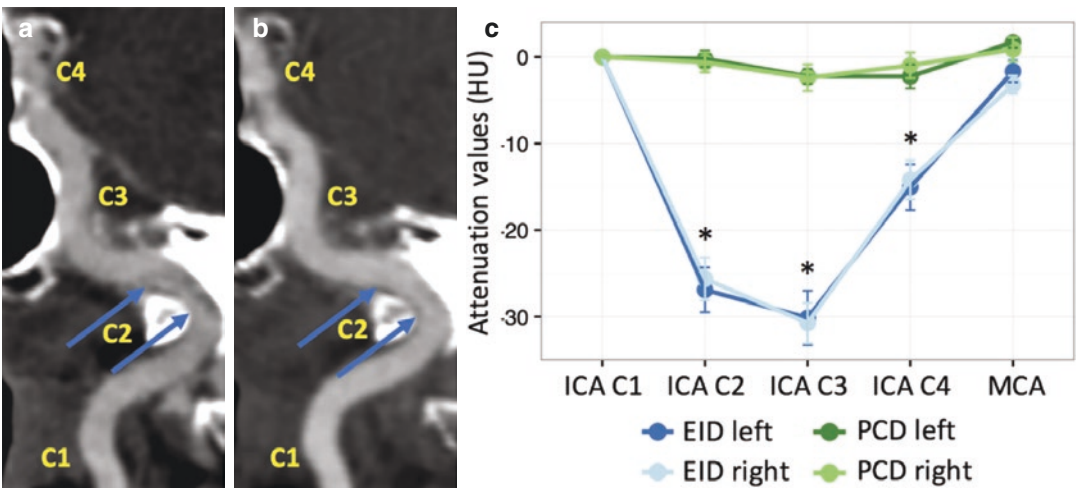 a
C4
C3
C2
C1
b
C4
C3
C2
C1
c
Attenuation values (HU)
0
-10
-20
-30
*
*
*
ICA C1 ICA C2 ICA C3 ICA C4 MCA
EID left PCD left
EID right PCD right